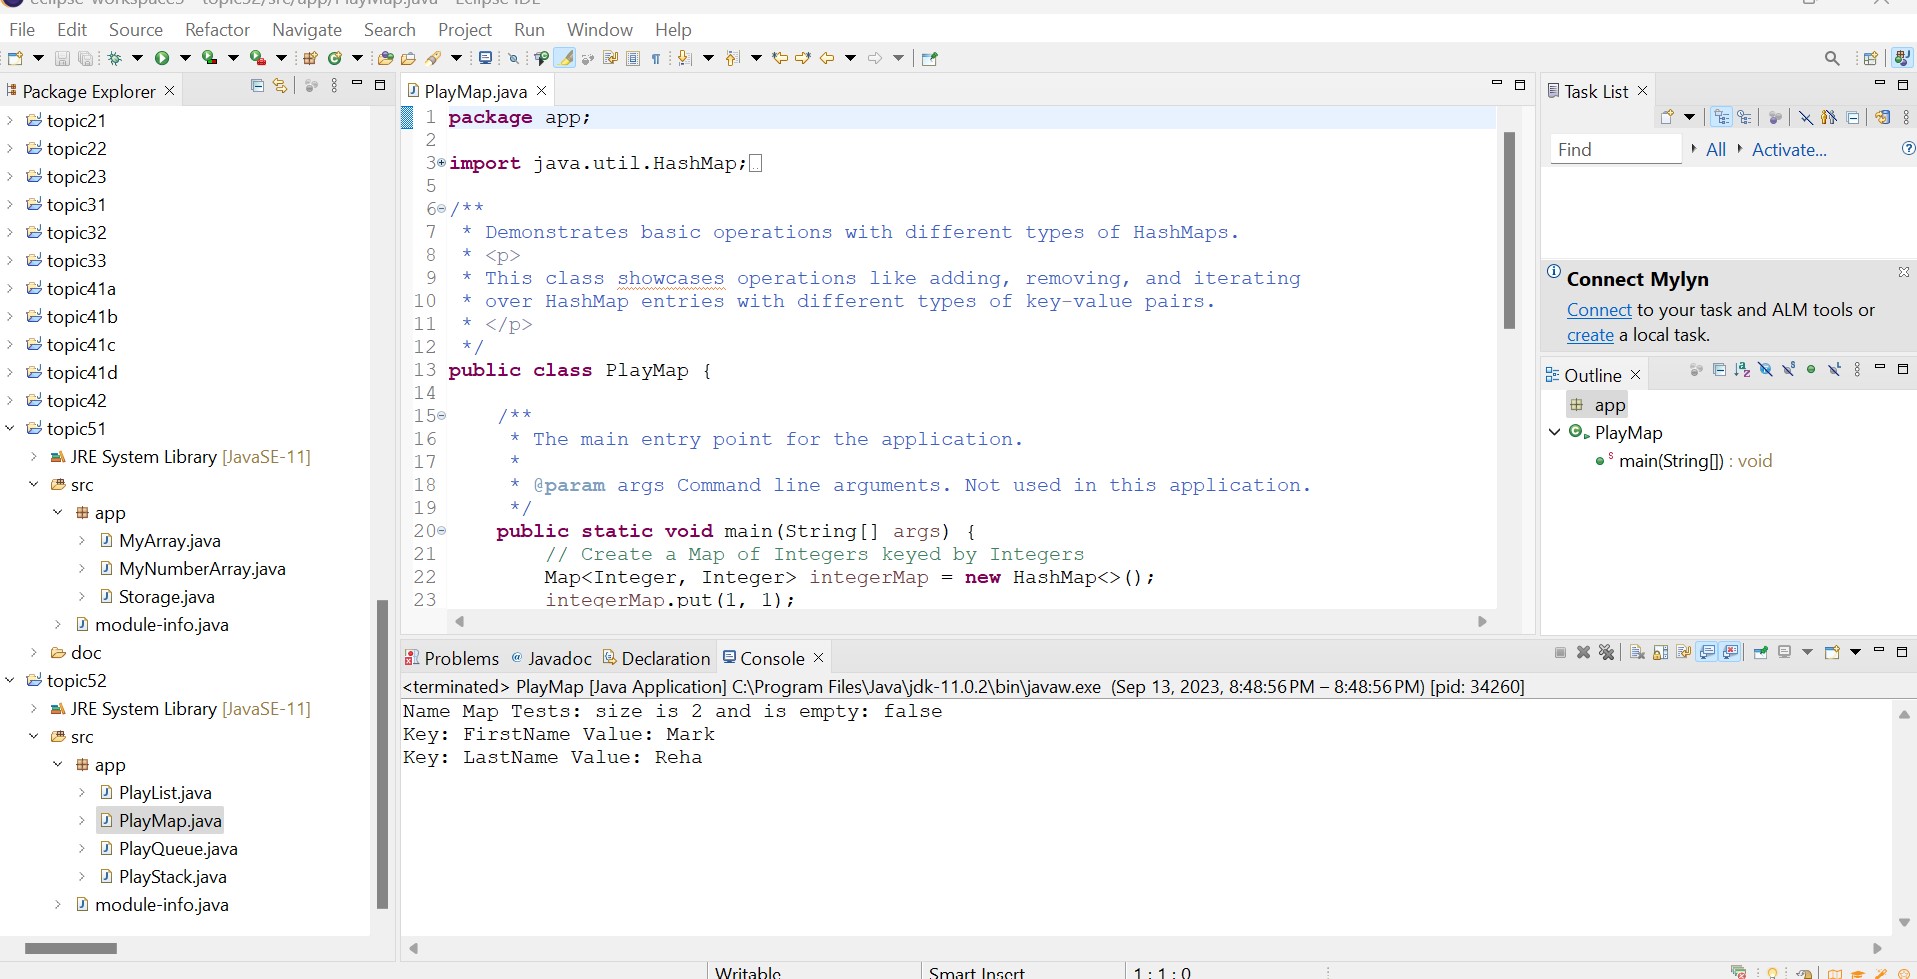 eclipse-workspace3 - topic52/src/app/PlayMap.java - Eclipse IDE
File Edit Source Refactor Navigate Search Project Run Window Help
Package Explorer
topic21
topic22
topic23
topic31
topic32
topic33
topic41a
topic41b
topic41c
topic41d
topic42
topic51
JRE System Library [JavaSE-11]
src
app
MyArray.java
MyNumberArray.java
Storage.java
module-info.java
doc
topic52
JRE System Library [JavaSE-11]
src
app
PlayList.java
PlayMap.java
PlayQueue.java
PlayStack.java
module-info.java
PlayMap.java
1 package app;
2
3 import java.util.HashMap;
5
6 /**
7 * Demonstrates basic operations with different types of HashMaps.
8 * <p>
9 * This class showcases operations like adding, removing, and iterating
10 * over HashMap entries with different types of key-value pairs.
11 * </p>
12 */
13 public class PlayMap {
14
15 /**
16 * The main entry point for the application.
17 *
18 * @param args Command line arguments. Not used in this application.
19 */
20 public static void main(String[] args) {
21 // Create a Map of Integers keyed by Integers
22 Map<Integer, Integer> integerMap = new HashMap<>();
23 integerMap.put(1, 1);
Problems @ Javadoc Declaration Console
<terminated> PlayMap [Java Application] C:\Program Files\Java\jdk-11.0.2\bin\javaw.exe (Sep 13, 2023, 8:48:56 PM – 8:48:56 PM) [pid: 34260]
Name Map Tests: size is 2 and is empty: false
Key: FirstName Value: Mark
Key: LastName Value: Reha
Task List
Find All Activate...
Connect Mylyn
Connect to your task and ALM tools or
create a local task.
Outline
app
PlayMap
main(String[]) : void
Writable Smart Insert 1 : 1 : 0